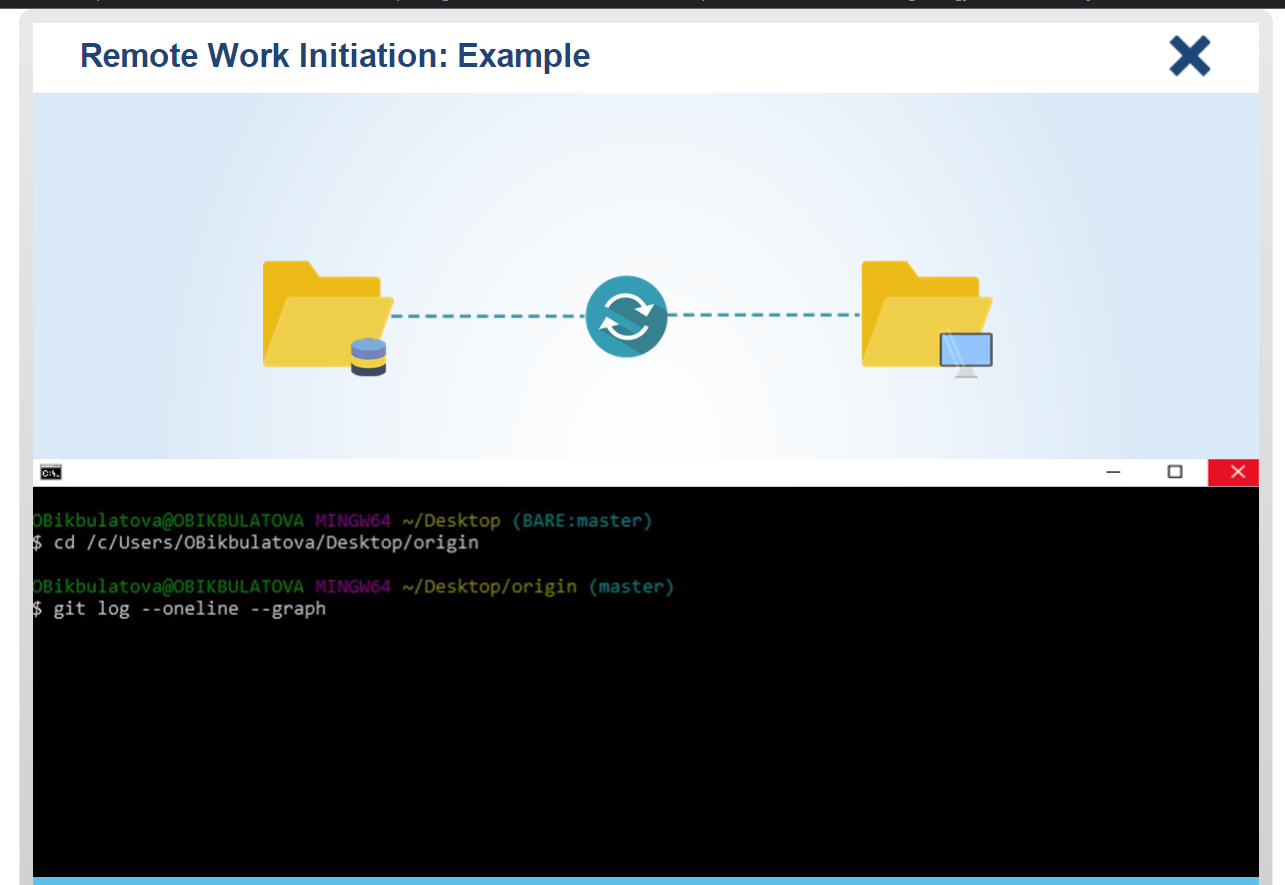 Remote Work Initiation: Example
C:\.
OBikbulatova@OBIKBULATOVA MINGW64 ~/Desktop (BARE:master)
$ cd /c/Users/OBikbulatova/Desktop/origin
OBikbulatova@OBIKBULATOVA MINGW64 ~/Desktop/origin (master)
$ git log --oneline --graph